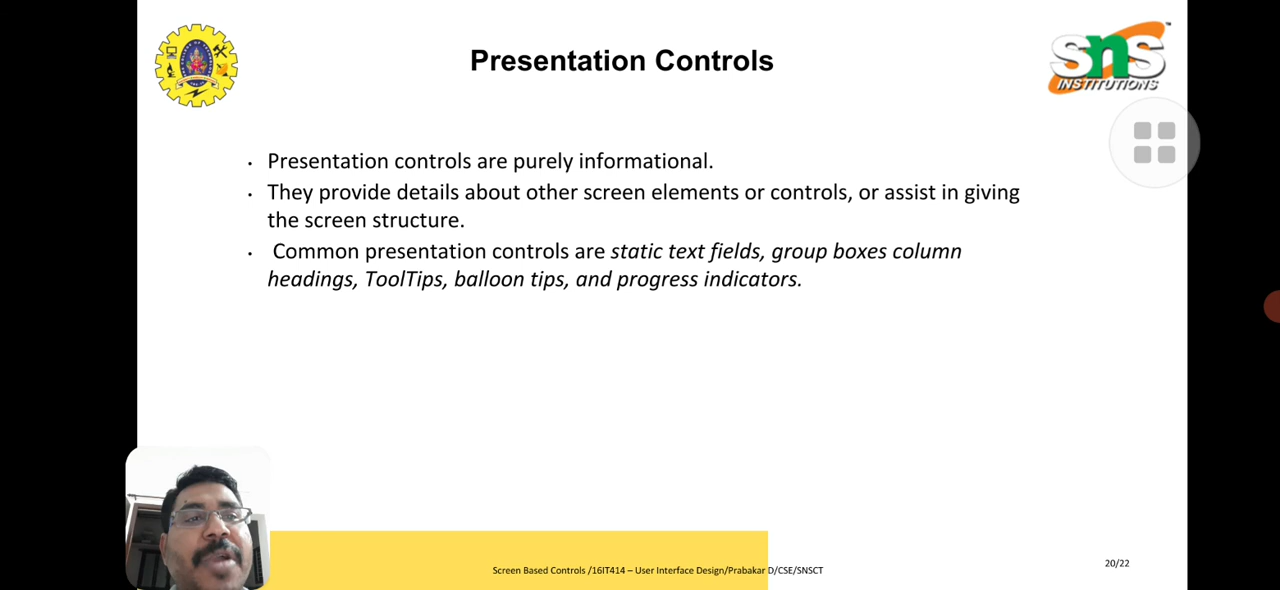 Presentation Controls
sns
INSTITUTIONS
• Presentation controls are purely informational.
• They provide details about other screen elements or controls, or assist in giving
the screen structure.
• Common presentation controls are static text fields, group boxes column
headings, ToolTips, balloon tips, and progress indicators.
Screen Based Controls /16IT414 – User Interface Design/Prabakar D/CSE/SNSCT
20/22